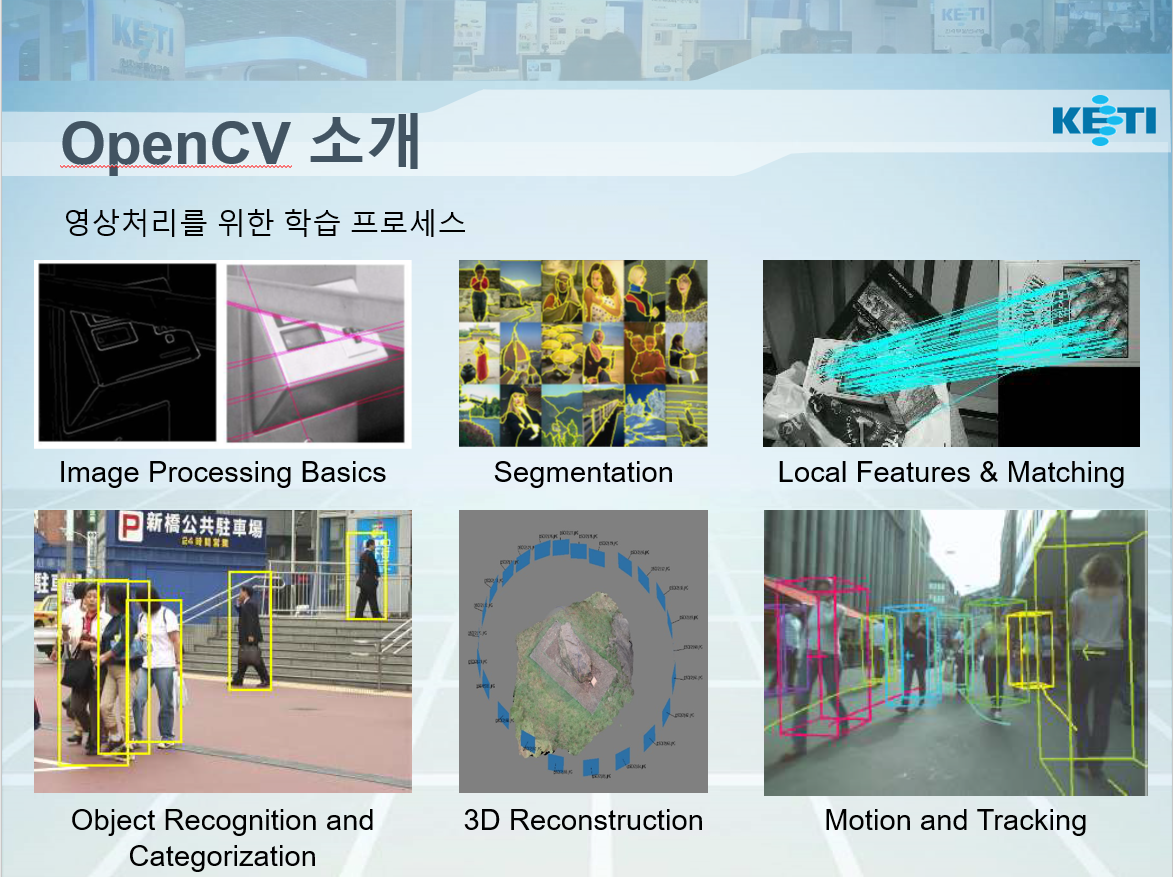 KETI
KETI
OpenCV 소개
KETI
영상처리를 위한 학습 프로세스
Image Processing Basics
Segmentation
Local Features & Matching
P 新橋公共駐車場
24時間営業
Object Recognition and
Categorization
3D Reconstruction
Motion and Tracking